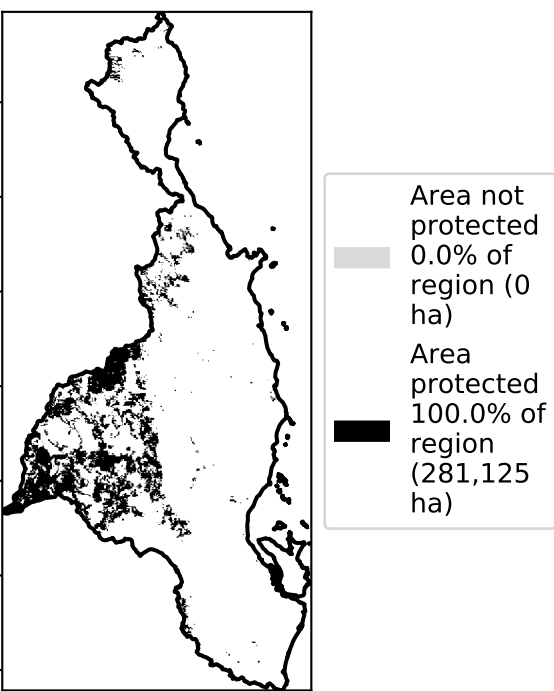 Area not
protected
0.0% of
region (0
ha)
Area
protected
100.0% of
region
(281,125
ha)